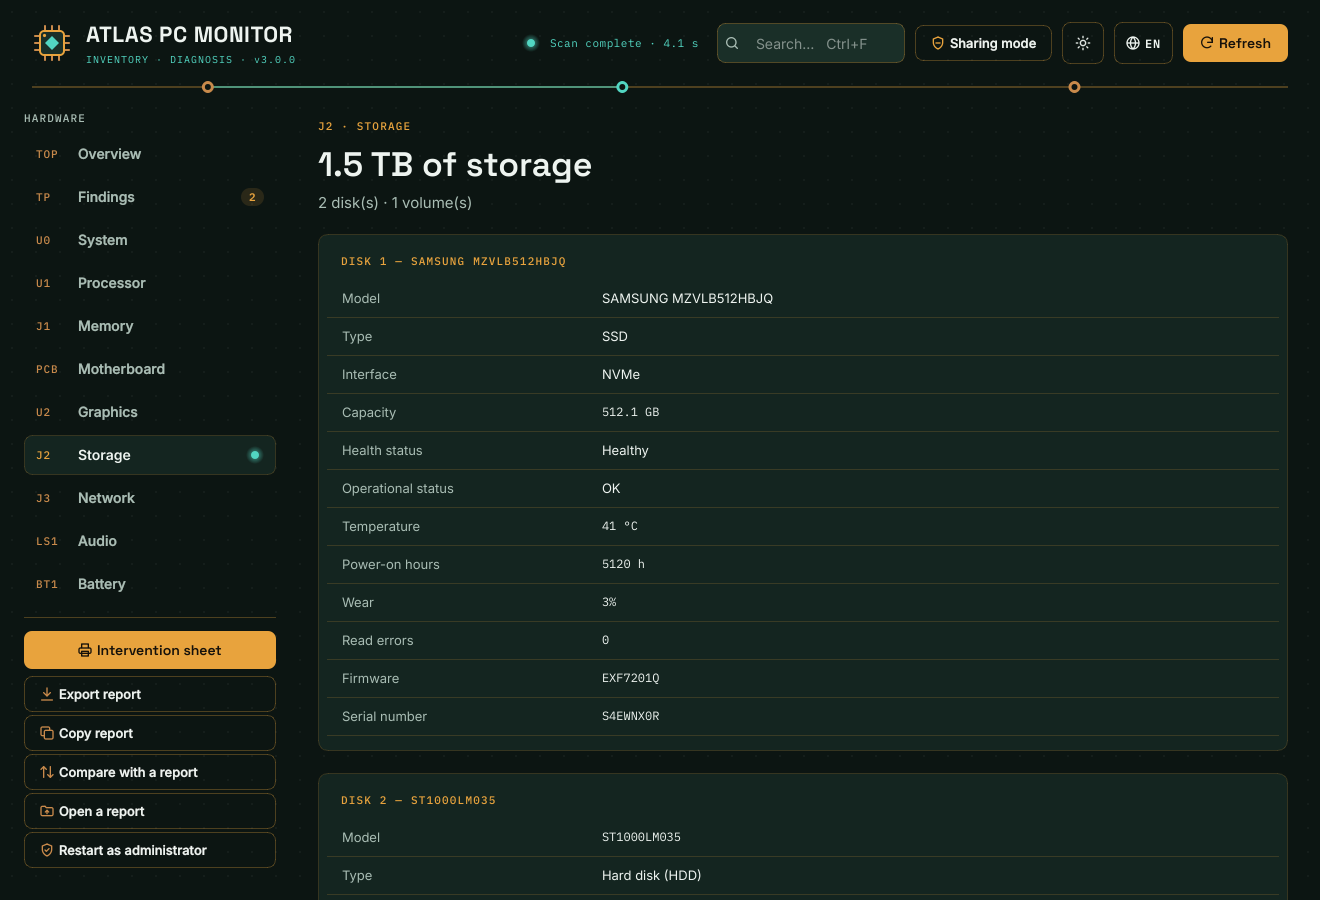 ATLAS PC MONITOR
INVENTORY · DIAGNOSIS · v3.0.0
Scan complete · 4.1 s
Search... Ctrl+F
Sharing mode
EN
Refresh
HARDWARE
TOP Overview
TP Findings 2
U0 System
U1 Processor
J1 Memory
PCB Motherboard
U2 Graphics
J2 Storage
J3 Network
LS1 Audio
BT1 Battery
Intervention sheet
Export report
Copy report
Compare with a report
Open a report
Restart as administrator
J2 · STORAGE
1.5 TB of storage
2 disk(s) · 1 volume(s)
DISK 1 — SAMSUNG MZVLB512HBJQ
Model SAMSUNG MZVLB512HBJQ
Type SSD
Interface NVMe
Capacity 512.1 GB
Health status Healthy
Operational status OK
Temperature 41 °C
Power-on hours 5120 h
Wear 3%
Read errors 0
Firmware EXF7201Q
Serial number S4EWNX0R
DISK 2 — ST1000LM035
Model ST1000LM035
Type Hard disk (HDD)